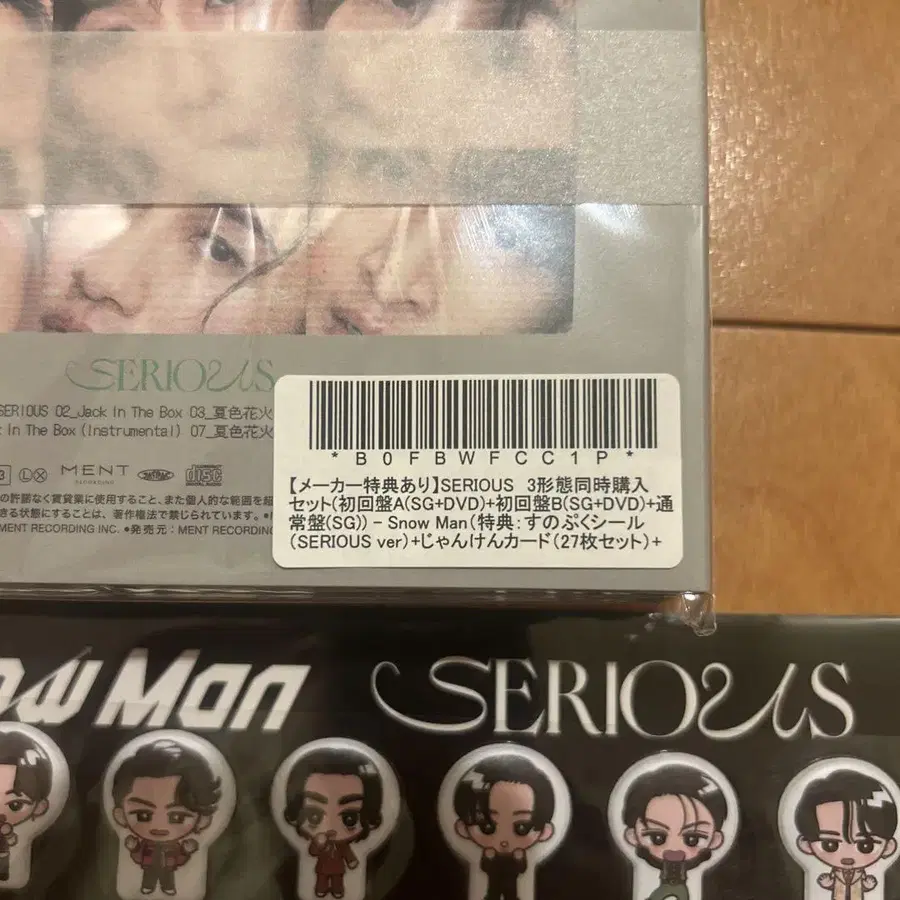 SERIOUS
SERIOUS 02_Jack In The Box 03_夏色花火
In The Box (Instrumental) 07_夏色花火
LX MENT RECORDING disc
の許諾なく賃貸業に使用すること、また個人的な範囲を超
きる状態にすることは、著作権法で禁じられています。
MENT RECORDING INC. ●発売元：MENT RECORDING
*B0FBWFCC1P*
【メーカー特典あり】SERIOUS 3形態同時購入
セット(初回盤A(SG+DVD)+初回盤B(SG+DVD)+通
常盤(SG)) - Snow Man(特典:すのぷくシール
(SERIOUS ver)+じゃんけんカード(27枚セット)+
ow Man SERIOUS